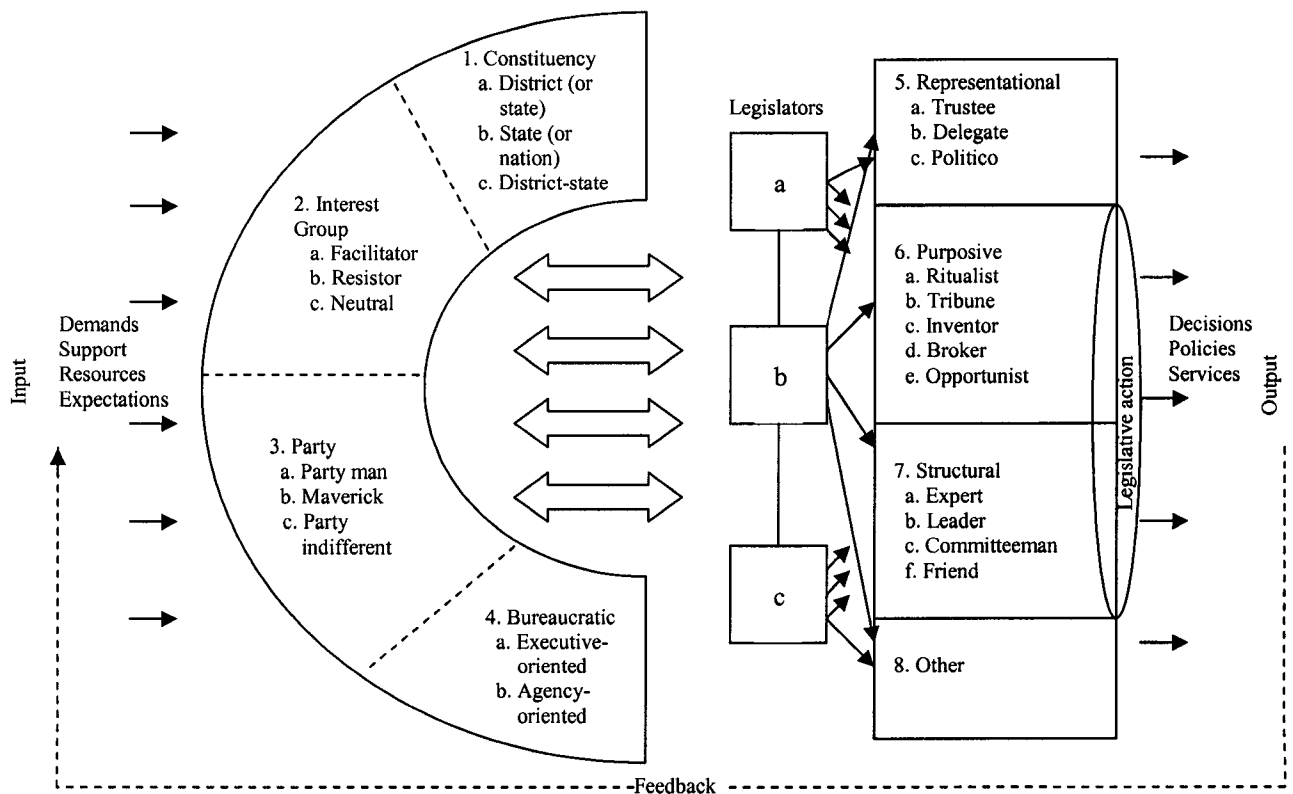 Input
Demands
Support
Resources
Expectations
1. Constituency
a. District (or
state)
b. State (or
nation)
c. District-state
2. Interest
Group
a. Facilitator
b. Resistor
c. Neutral
3. Party
a. Party man
b. Maverick
c. Party
indifferent
4. Bureaucratic
a. Executive-
oriented
b. Agency-
oriented
Legislators
a
b
c
5. Representational
a. Trustee
b. Delegate
c. Politico
6. Purposive
a. Ritualist
b. Tribune
c. Inventor
d. Broker
e. Opportunist
7. Structural
a. Expert
b. Leader
c. Committeeman
f. Friend
8. Other
Legislative action
Decisions
Policies
Services
Output
Feedback